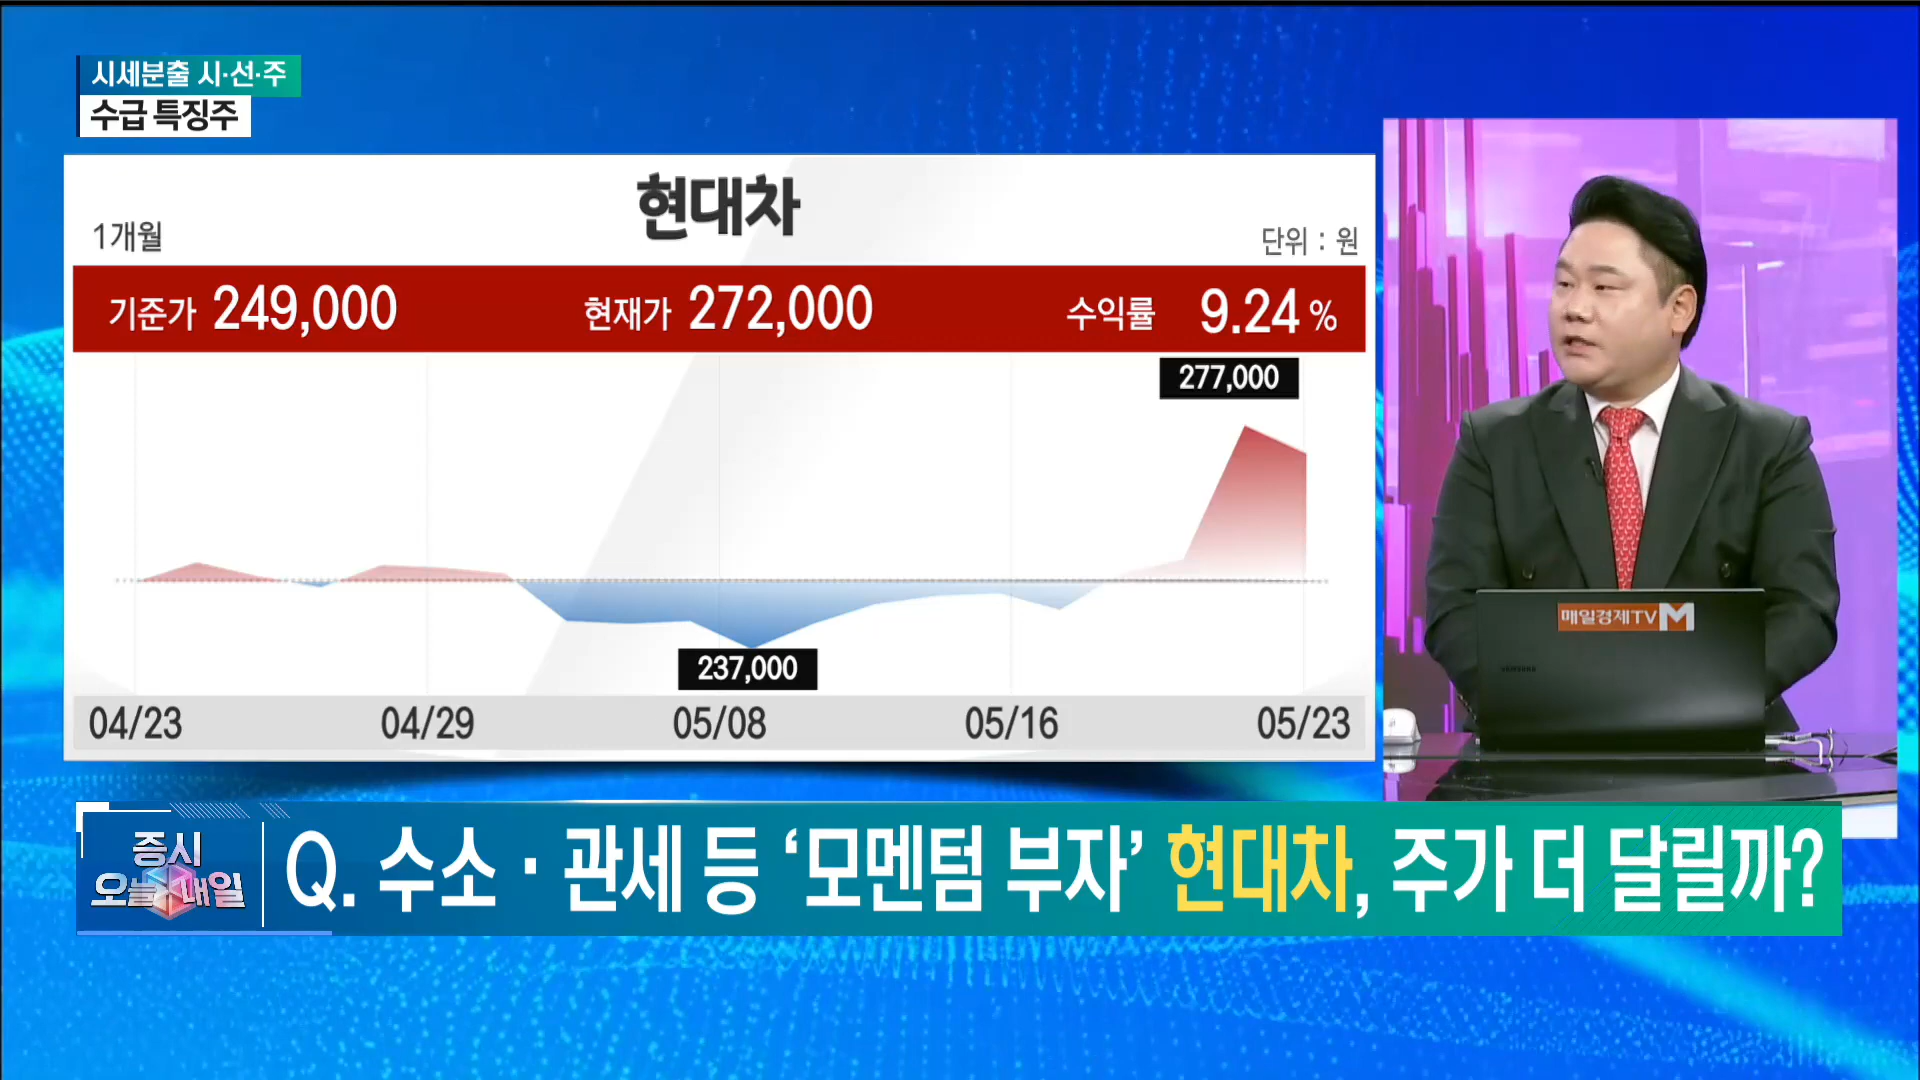 시세분출 시·선·주
수급 특징주
현대차
1개월
단위 : 원
기준가 249,000 현재가 272,000 수익률 9.24 %
277,000
237,000
04/23 04/29 05/08 05/16 05/23
매일경제TV M
SAMSUNG
증시
오늘 매일
Q. 수소·관세 등 ‘모멘텀 부자’ 현대차, 주가 더 달릴까?